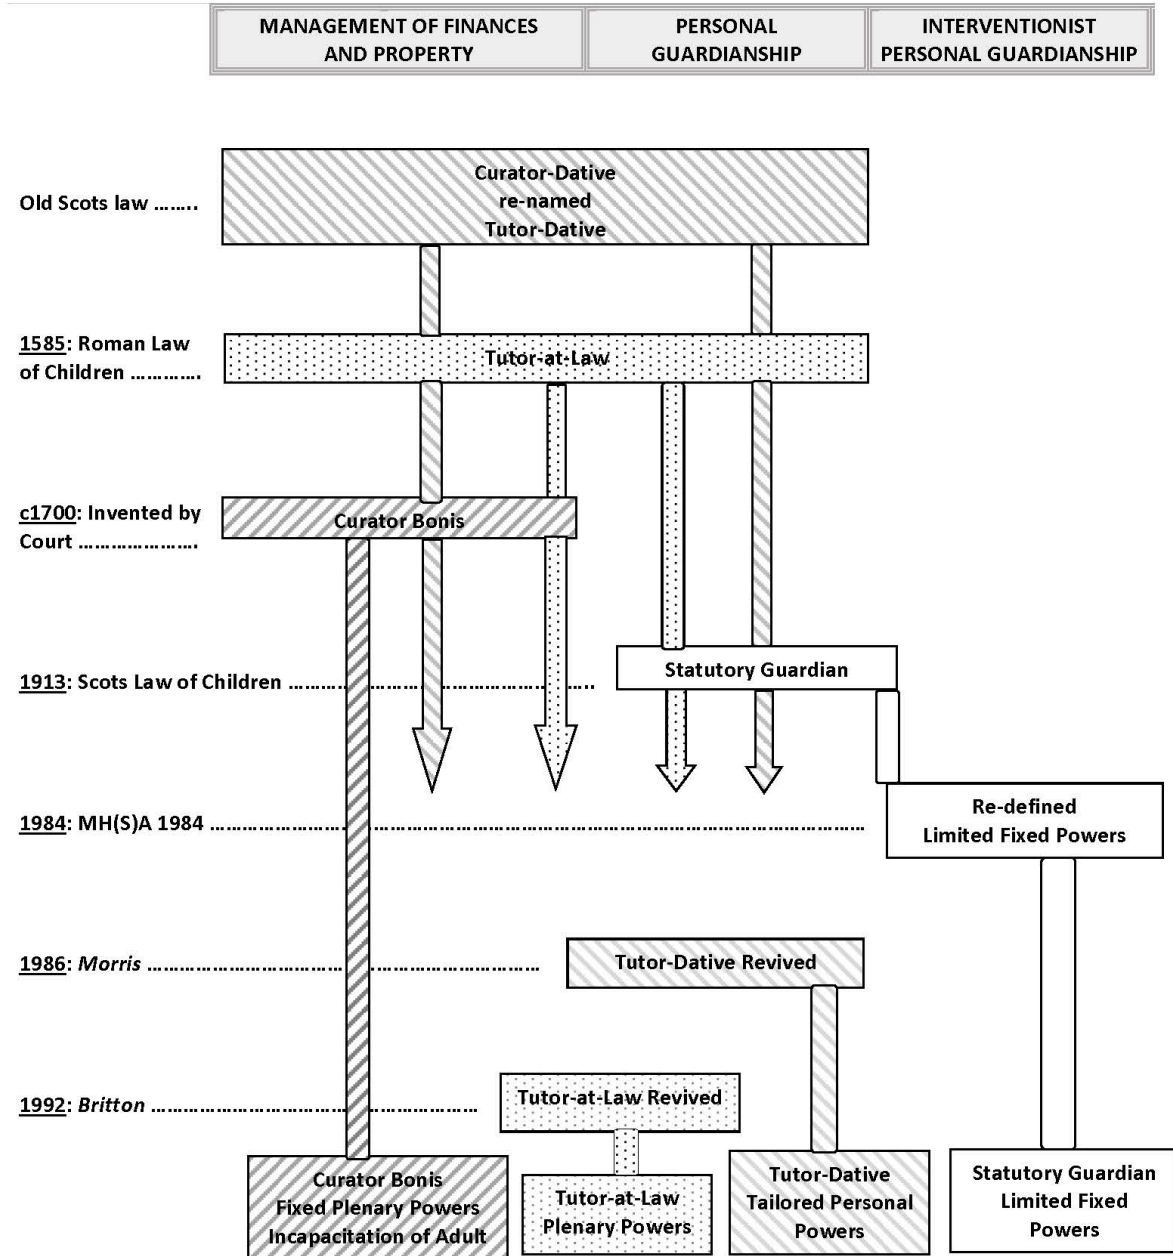 MANAGEMENT OF FINANCES
AND PROPERTY
PERSONAL
GUARDIANSHIP
INTERVENTIONIST
PERSONAL GUARDIANSHIP
Old Scots law ........
Curator-Dative
re-named
Tutor-Dative
1585: Roman Law
of Children .............
Tutor-at-Law
c1700: Invented by
Court ......................
Curator Bonis
1913: Scots Law of Children ........................................................
Statutory Guardian
1984: MH(S)A 1984 ........................................................................
Re-defined
Limited Fixed Powers
1986: Morris ........................................................................
Tutor-Dative Revived
1992: Britton ............................................................
Tutor-at-Law Revived
Curator Bonis
Fixed Plenary Powers
Incapacitation of Adult
Tutor-at-Law
Plenary Powers
Tutor-Dative
Tailored Personal
Powers
Statutory Guardian
Limited Fixed
Powers